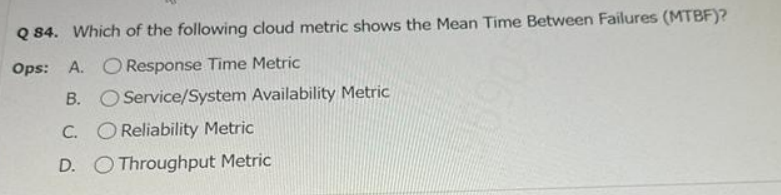 Q 84. Which of the following cloud metric shows the Mean Time Between Failures (MTBF)?
Ops: A. Response Time Metric
B. Service/System Availability Metric
C. Reliability Metric
D. Throughput Metric